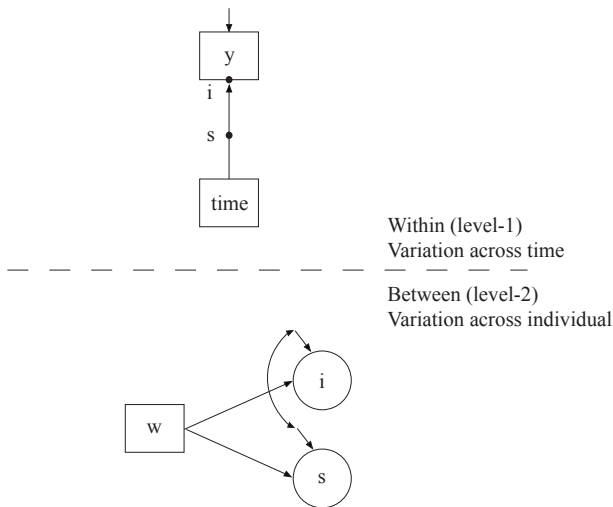 y
i
s
time
Within (level-1)
Variation across time
Between (level-2)
Variation across individual
i
w
s